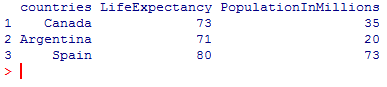 countries LifeExpectancy PopulationInMillions
1 Canada 73 35
2 Argentina 71 20
3 Spain 80 73
>